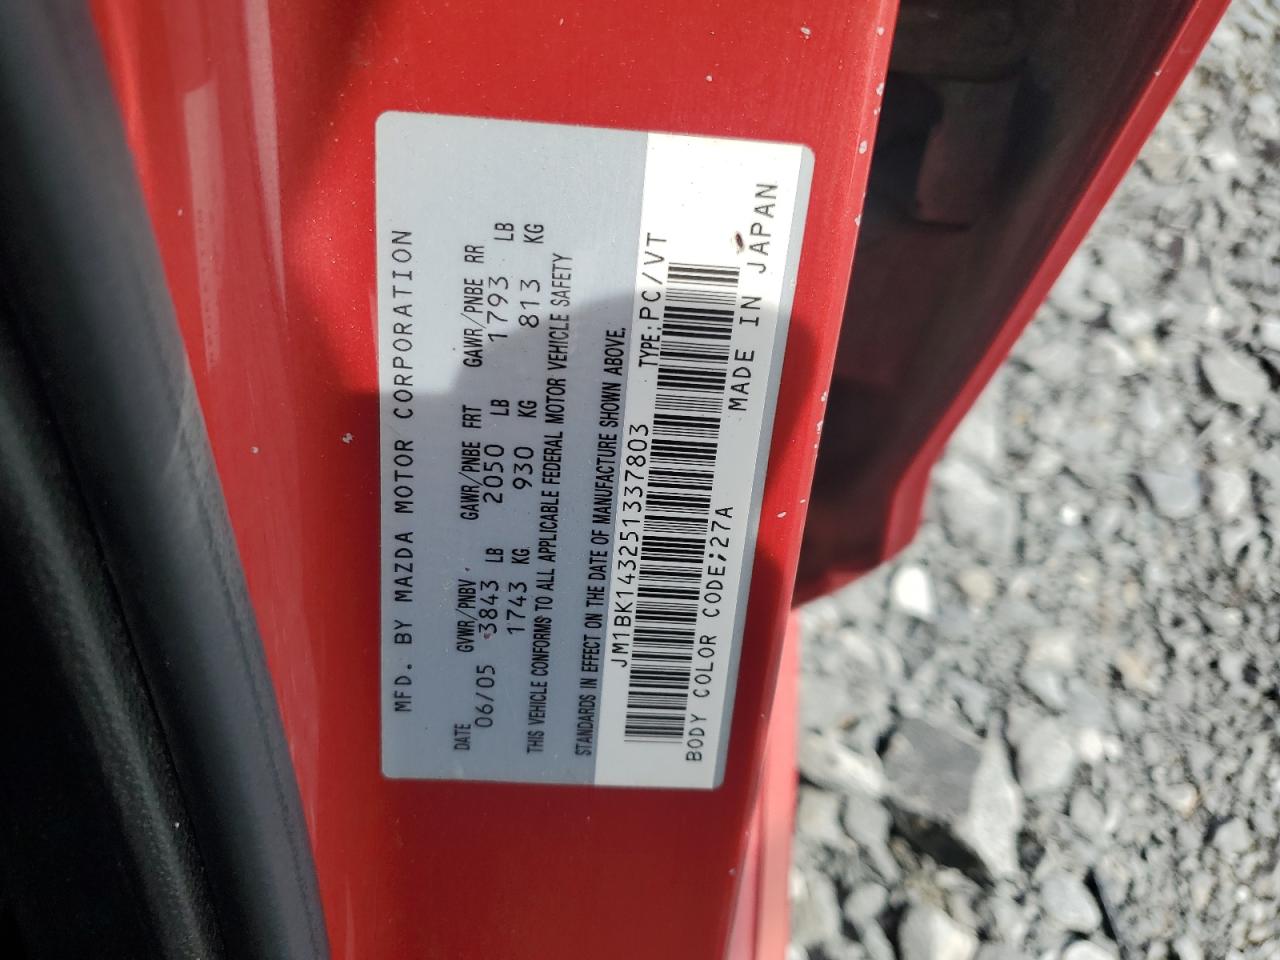 MFD. BY MAZDA MOTOR CORPORATION
DATE GVWR/PNBV GAWR/PNBE FRT GAWR/PNBE RR
06/05 3843 LB 2050 LB 1793 LB
1743 KG 930 KG 813 KG
THIS VEHICLE CONFORMS TO ALL APPLICABLE FEDERAL MOTOR VEHICLE SAFETY
STANDARDS IN EFFECT ON THE DATE OF MANUFACTURE SHOWN ABOVE.
JM1BK143251337803 TYPE:PC/VT
BODY COLOR CODE;27A MADE IN JAPAN